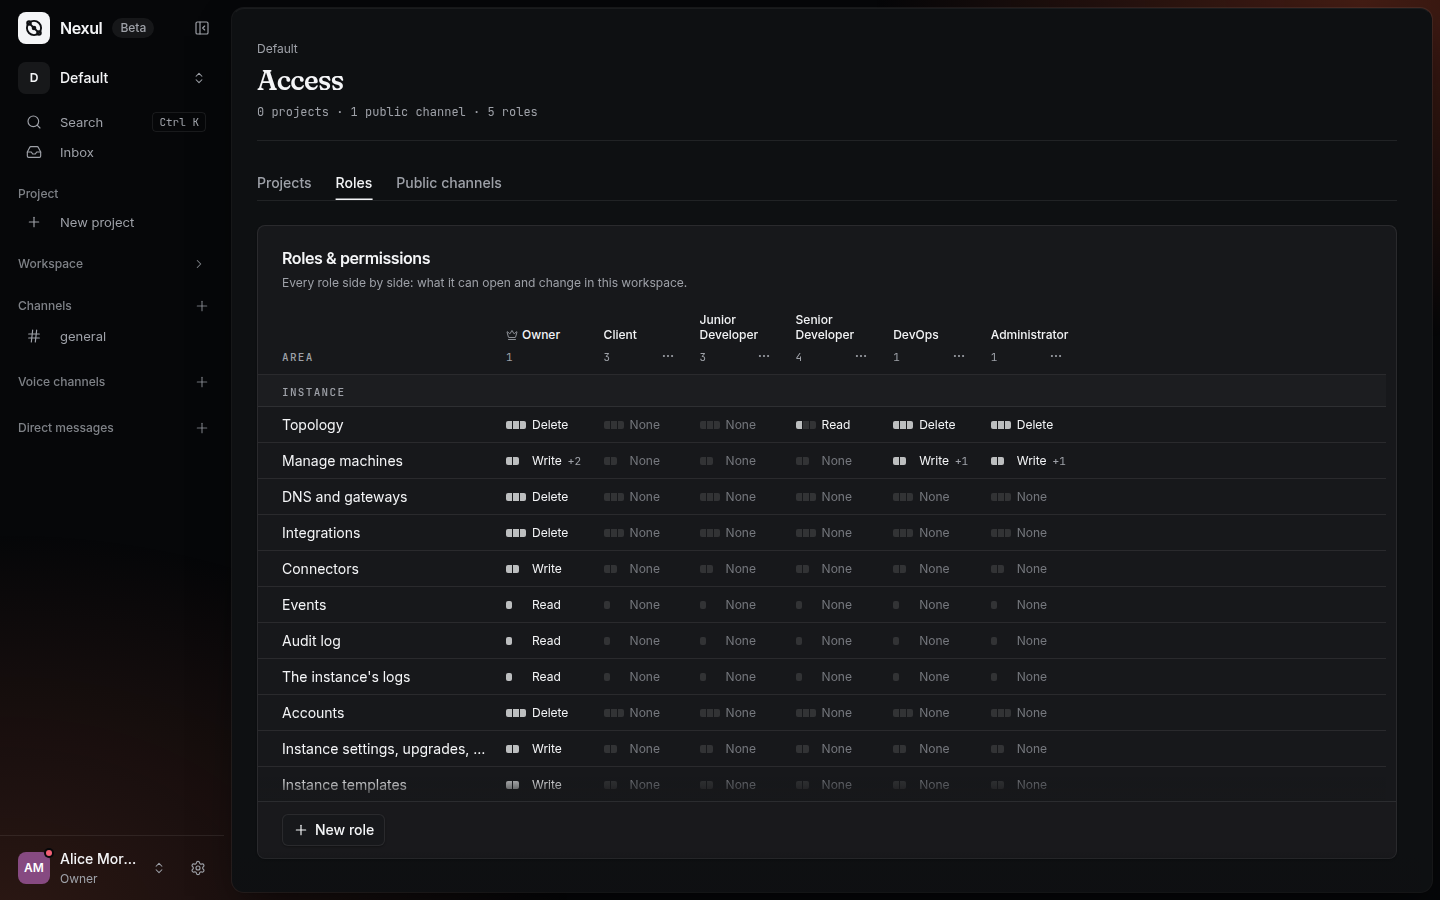 Nexul Beta
D Default
Search Ctrl K
Inbox
Project
New project
Workspace
Channels
general
Voice channels
Direct messages
AM Alice Mor...
Owner
Default
Access
0 projects · 1 public channel · 5 roles
Projects Roles Public channels
Roles & permissions
Every role side by side: what it can open and change in this workspace.
AREA Owner 1 Client 3 ··· Junior Developer 3 ··· Senior Developer 4 ··· DevOps 1 ··· Administrator 1 ···
INSTANCE
Topology Delete None None Read Delete Delete
Manage machines Write +2 None None None Write +1 Write +1
DNS and gateways Delete None None None None None
Integrations Delete None None None None None
Connectors Write None None None None None
Events Read None None None None None
Audit log Read None None None None None
The instance's logs Read None None None None None
Accounts Delete None None None None None
Instance settings, upgrades, ... Write None None None None None
Instance templates Write None None None None None
New role